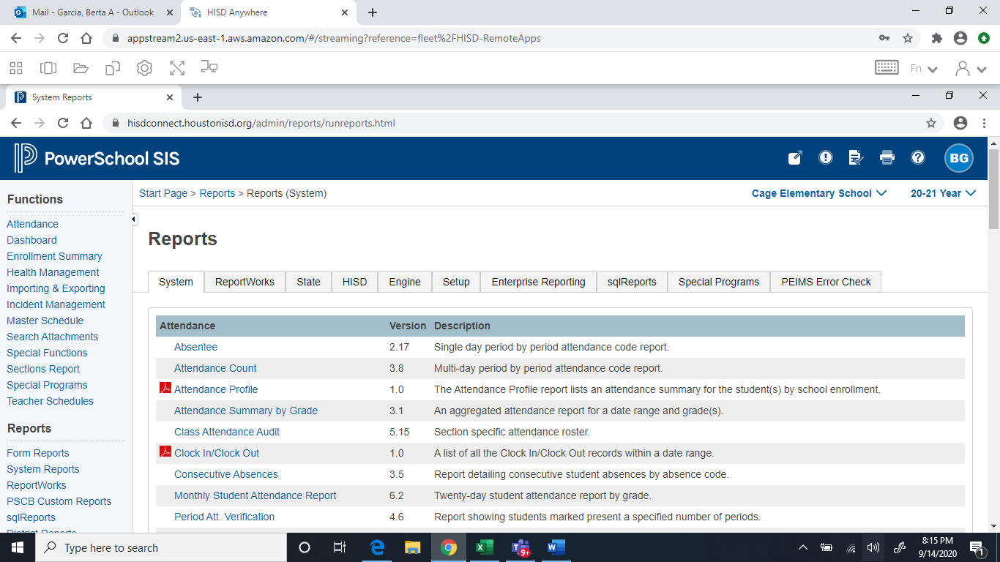 Mail - Garcia, Berta A - Outlook
HISD Anywhere
appstream2.us-east-1.aws.amazon.com/#/streaming?reference=fleet%2FHISD-RemoteApps
Fn
System Reports
hisdconnect.houstonisd.org/admin/reports/runreports.html
PowerSchool SIS
BG
Functions
Attendance
Dashboard
Enrollment Summary
Health Management
Importing & Exporting
Incident Management
Master Schedule
Search Attachments
Special Functions
Sections Report
Special Programs
Teacher Schedules
Reports
Form Reports
System Reports
ReportWorks
PSCB Custom Reports
sqlReports
District Reports
Start Page > Reports > Reports (System)
Cage Elementary School
20-21 Year
Reports
System ReportWorks State HISD Engine Setup Enterprise Reporting sqlReports Special Programs PEIMS Error Check
Attendance Version Description
Absentee 2.17 Single day period by period attendance code report.
Attendance Count 3.8 Multi-day period by period attendance code report.
Attendance Profile 1.0 The Attendance Profile report lists an attendance summary for the student(s) by school enrollment.
Attendance Summary by Grade 3.1 An aggregated attendance report for a date range and grade(s).
Class Attendance Audit 5.15 Section specific attendance roster.
Clock In/Clock Out 1.0 A list of all the Clock In/Clock Out records within a date range.
Consecutive Absences 3.5 Report detailing consecutive student absences by absence code.
Monthly Student Attendance Report 6.2 Twenty-day student attendance report by grade.
Period Att. Verification 4.6 Report showing students marked present a specified number of periods.
Type here to search
9+
8:15 PM
9/14/2020
1